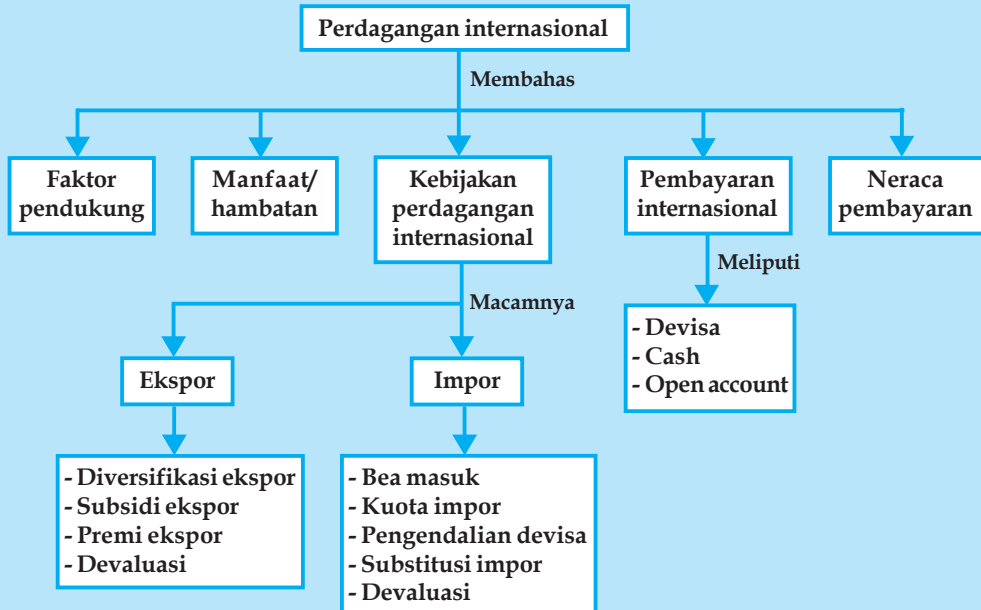 Perdagangan internasional
Membahas
Faktor
pendukung
Manfaat/
hambatan
Kebijakan
perdagangan
internasional
Pembayaran
internasional
Neraca
pembayaran
Meliputi
- Devisa
- Cash
- Open account
Macamnya
Ekspor
Impor
- Diversifikasi ekspor
- Subsidi ekspor
- Premi ekspor
- Devaluasi
- Bea masuk
- Kuota impor
- Pengendalian devisa
- Substitusi impor
- Devaluasi